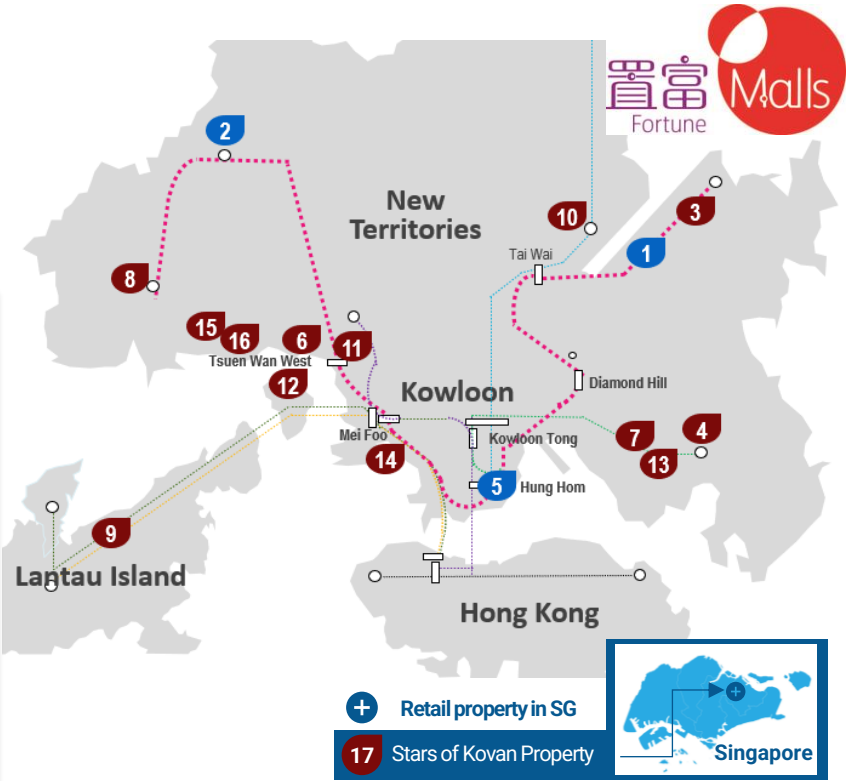 置富
Fortune
Malls
2
New
Territories
10
3
1
Tai Wai
8
15
16
6
11
Tsuen Wan West
12
Kowloon
Diamond Hill
Mei Foo
Kowloon Tong
7
4
14
13
5
Hung Hom
9
Lantau Island
Hong Kong
+ Retail property in SG
17 Stars of Kovan Property
+
Singapore